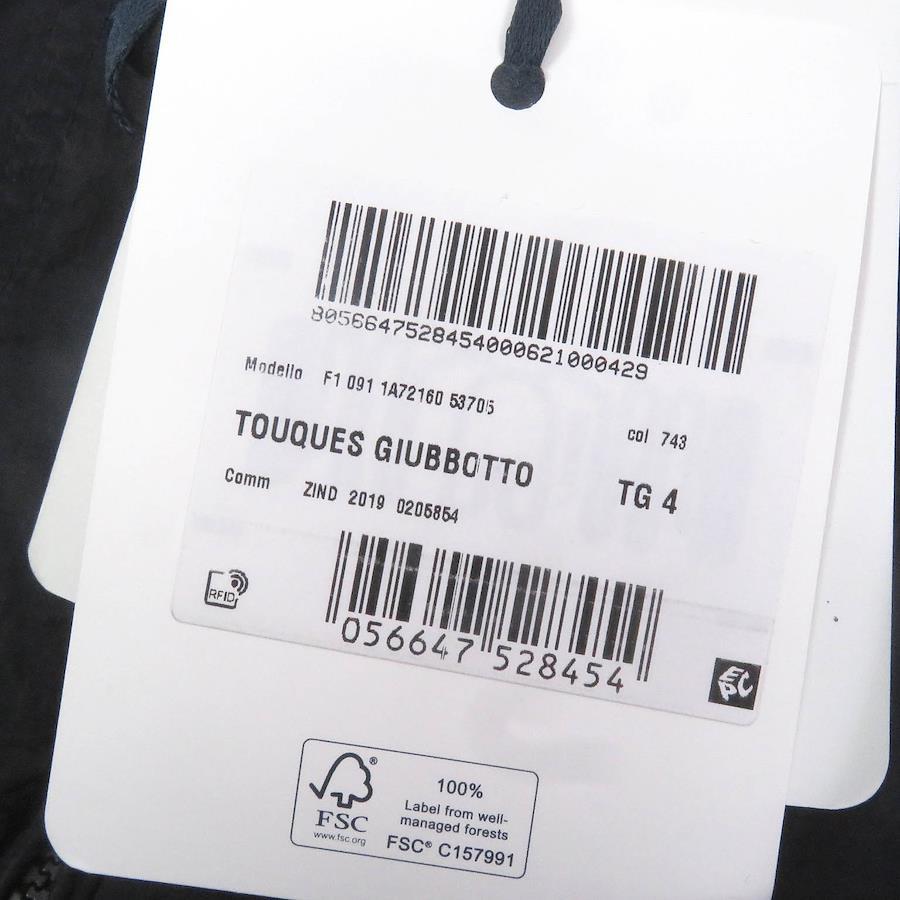 8056647528454000621000429
Modello F1 091 1A72160 53705
col 743
TOUQUES GIUBBOTTO
TG 4
Comm ZIND 2019 0205854
RFID
056647 528454
EPC
FSC®
www.fsc.org
100%
Label from well-
managed forests
FSC® C157991